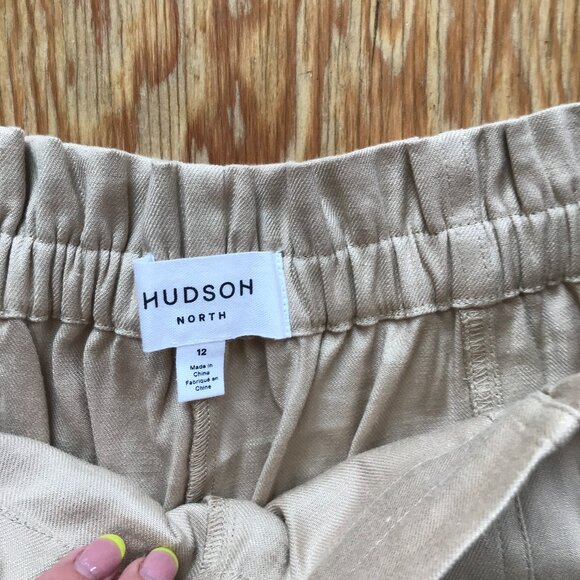 HUDSON
NORTH
12
Made in
China
Fabriqué en
Chine